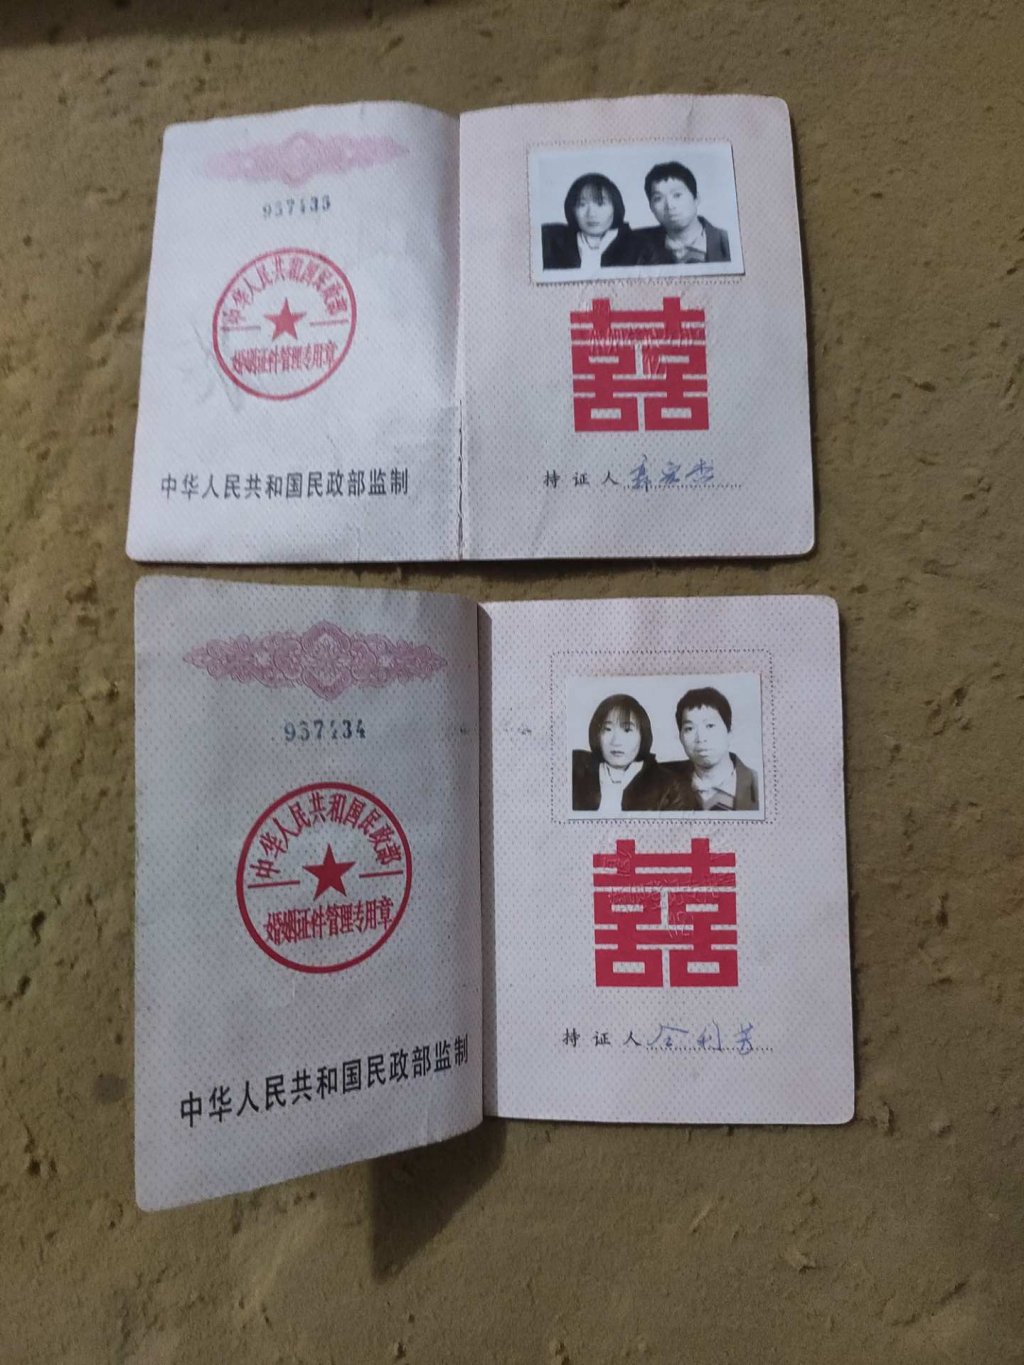 957435
中华人民共和国民政部
婚姻证件管理专用章
中华人民共和国民政部监制
囍
持证人
957434
中华人民共和国民政部
婚姻证件管理专用章
中华人民共和国民政部监制
囍
持证人 仝利芳